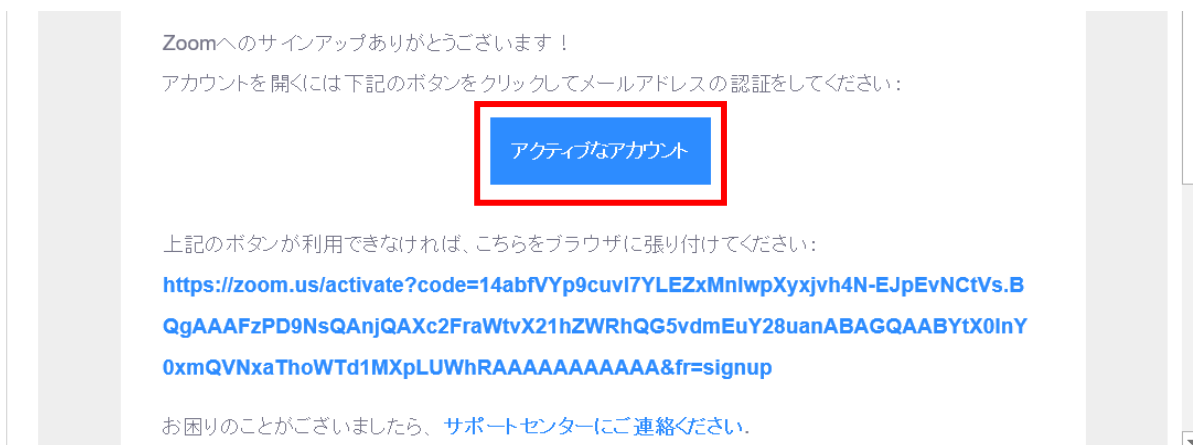 Zoomへのサインアップありがとうございます！
アカウントを開くには下記のボタンをクリックしてメールアドレスの認証をしてください：
アクティブなアカウント
上記のボタンが利用できなければ、こちらをブラウザに張り付けてください：
https://zoom.us/activate?code=14abfVYp9cuvl7YLEZxMnlwpXyxjvh4N-EJpEvNCtVs.B
QgAAAFzPD9NsQAnjQAXc2FraWtvX21hZWRhQG5vdmEuY28uanABAGQAABYtX0lnY
0xmQVNxaThoWTd1MXpLUWhRAAAAAAAAAAA&fr=signup
お困りのことがございましたら、サポートセンターにご連絡ください.